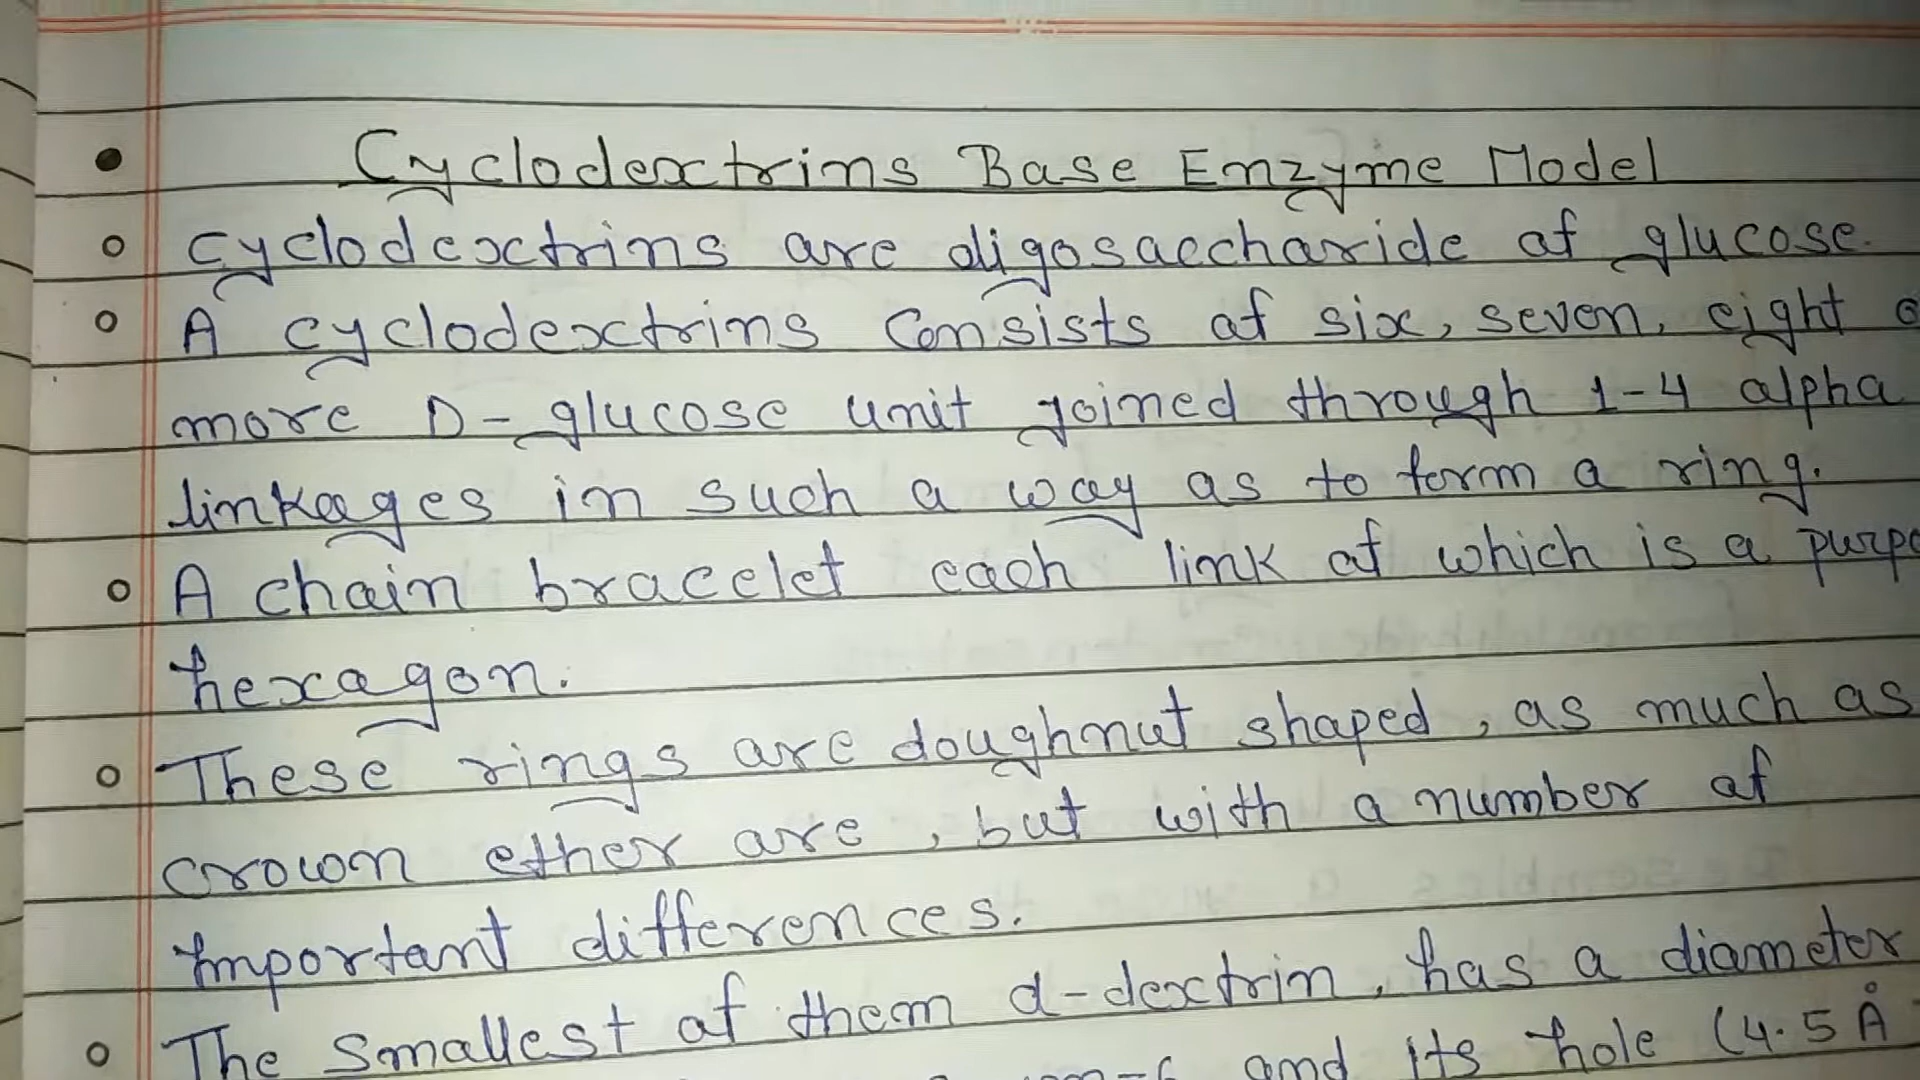 Cyclodextrins Base Enzyme Model
cyclodextrins are oligosaccharide of glucose.
A cyclodextrins Consists of six, seven, eight
more D-glucose unit joined through 1-4 alpha
linkages in such a way as to form a ring.
A chain bracelet each link of which is a
hexagon.
These rings are doughnut shaped, as much as
crown ether are, but with a number of
Important differences.
The smallest of them α-dextrin, has a diameter
and its hole (4.5 Å